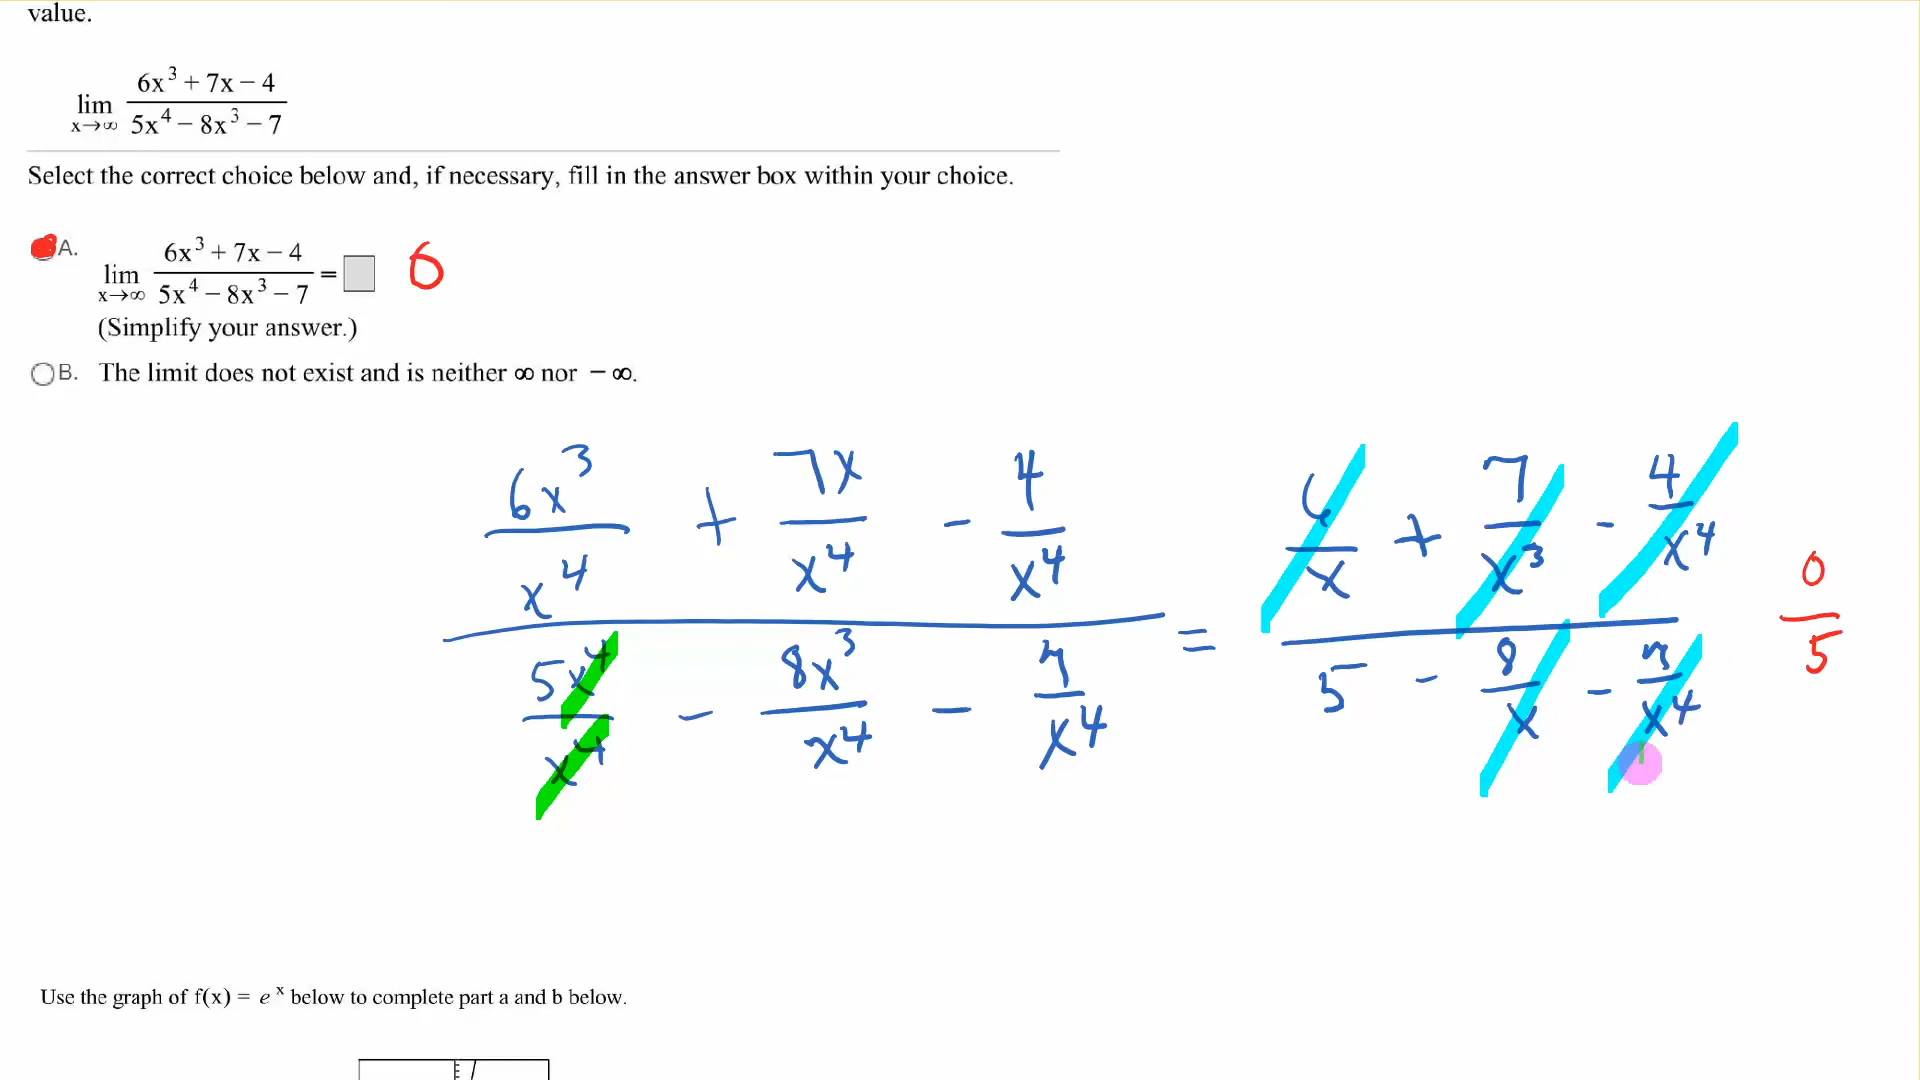 value.
lim x→∞ (6x³ + 7x − 4)/(5x⁴ − 8x³ − 7)
Select the correct choice below and, if necessary, fill in the answer box within your choice.
A. lim x→∞ (6x³ + 7x − 4)/(5x⁴ − 8x³ − 7) = 0
(Simplify your answer.)
B. The limit does not exist and is neither ∞ nor − ∞.
(6x³/x⁴ + 7x/x⁴ − 4/x⁴)/(5x⁴/x⁴ − 8x³/x⁴ − 7/x⁴) = (6/x + 7/x³ − 4/x⁴)/(5 − 8/x − 7/x⁴) 0/5
Use the graph of f(x) = eˣ below to complete part a and b below.